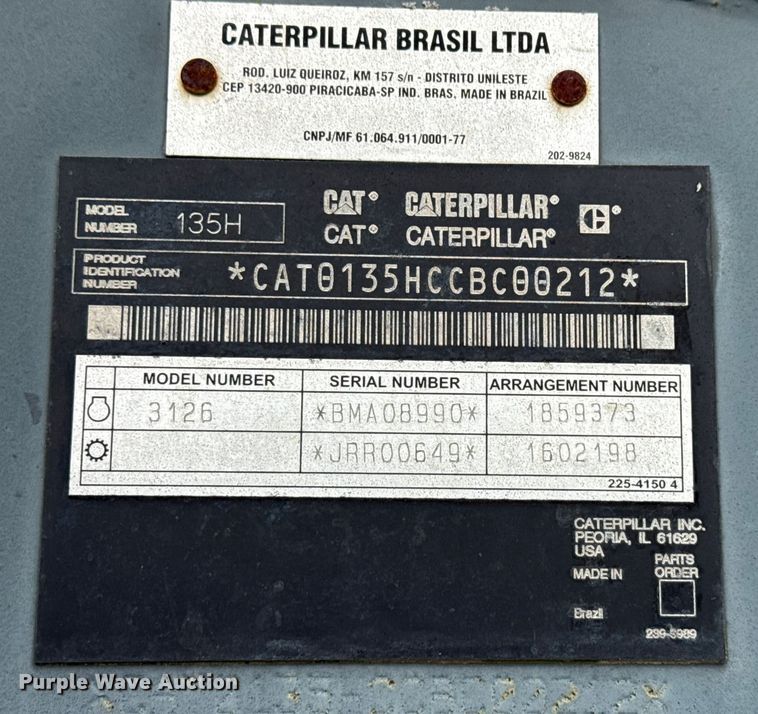 CATERPILLAR BRASIL LTDA
ROD. LUIZ QUEIROZ, KM 157 s/n - DISTRITO UNILESTE
CEP 13420-900 PIRACICABA-SP IND. BRAS. MADE IN BRAZIL
CNPJ/MF 61.064.911/0001-77
202-9824
MODEL NUMBER 135H
CAT® CATERPILLAR® C®
CAT® CATERPILLAR®
PRODUCT IDENTIFICATION NUMBER *CAT0135HCCBC00212*
MODEL NUMBER SERIAL NUMBER ARRANGEMENT NUMBER
3126 *BMA08990* 1859373
*JRR00649* 1602198
225-4150 4
CATERPILLAR INC.
PEORIA, IL 61629
USA
MADE IN Brazil
PARTS ORDER
Purple Wave Auction